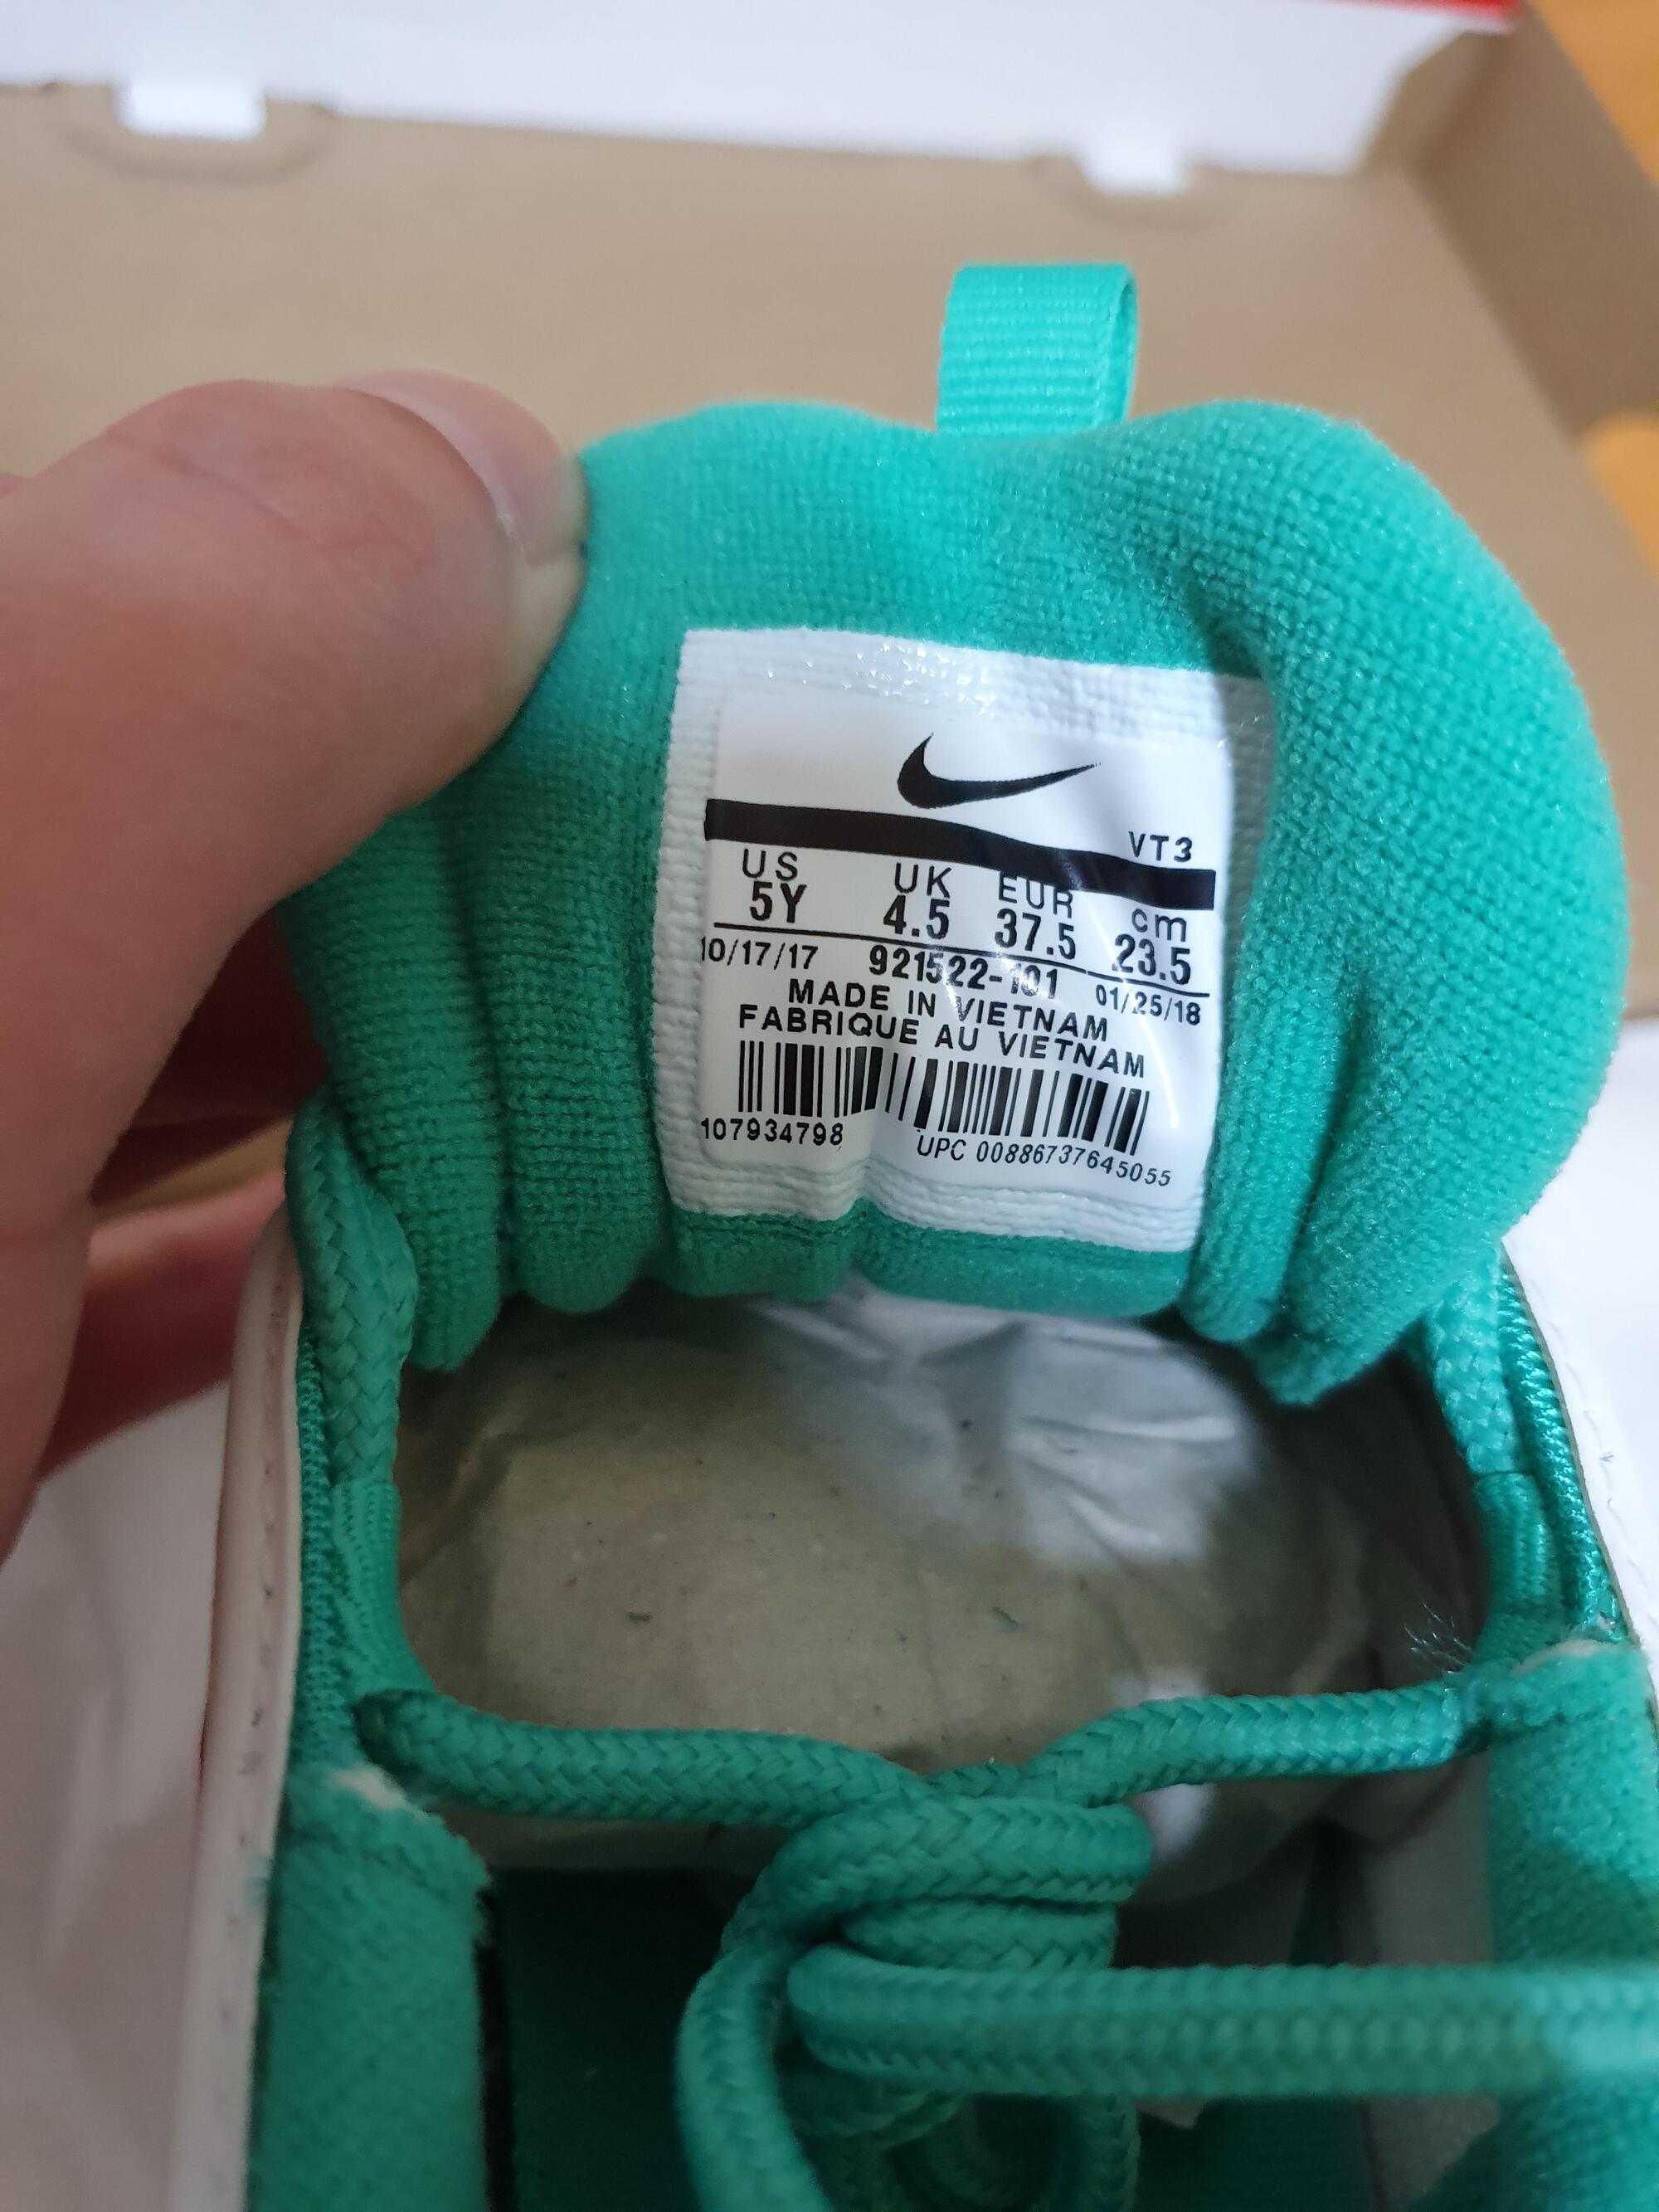 VT3
US UK EUR cm
5Y 4.5 37.5 23.5
10/17/17 921522-101 01/25/18
MADE IN VIETNAM
FABRIQUE AU VIETNAM
107934798 UPC 00886737645055